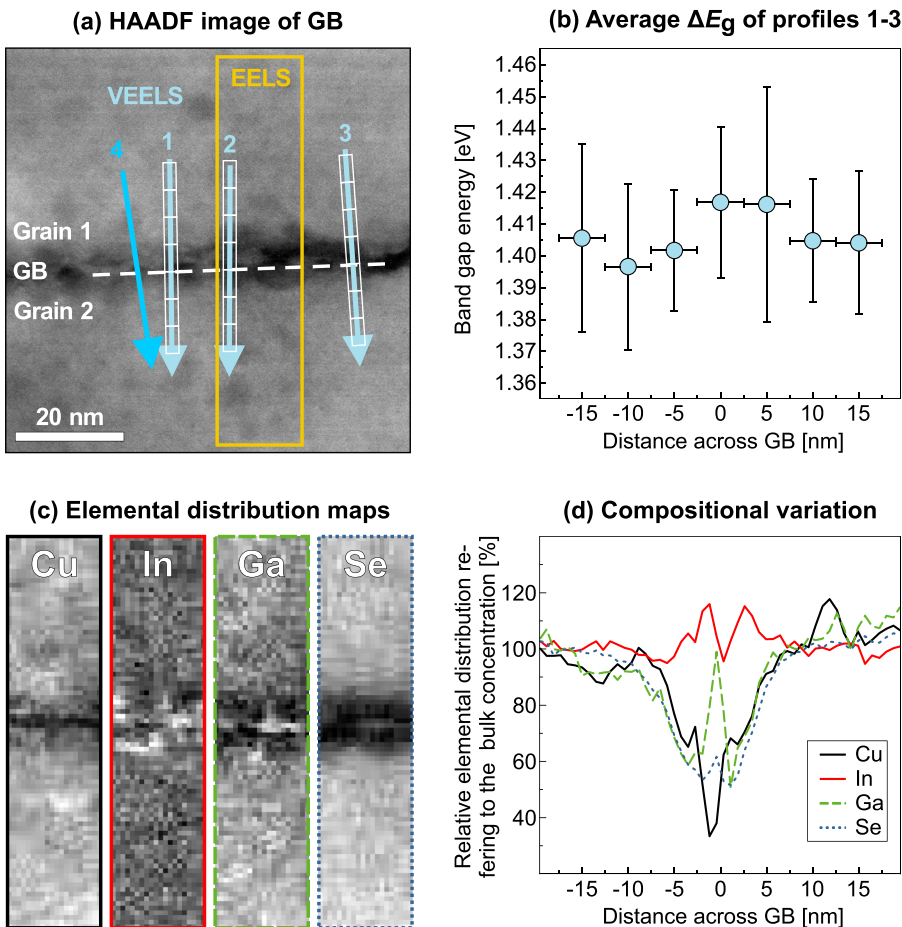 (a) HAADF image of GB
EELS
VEELS
1
2
3
4
Grain 1
GB
Grain 2
20 nm
(b) Average ΔEg of profiles 1-3
Band gap energy [eV]
1.46
1.45
1.44
1.43
1.42
1.41
1.40
1.39
1.38
1.37
1.36
-15 -10 -5 0 5 10 15
Distance across GB [nm]
(c) Elemental distribution maps
Cu
In
Ga
Se
(d) Compositional variation
Relative elemental distribution re-
fering to the bulk concentration [%]
120
100
80
60
40
Cu
In
Ga
Se
-15 -10 -5 0 5 10 15
Distance across GB [nm]